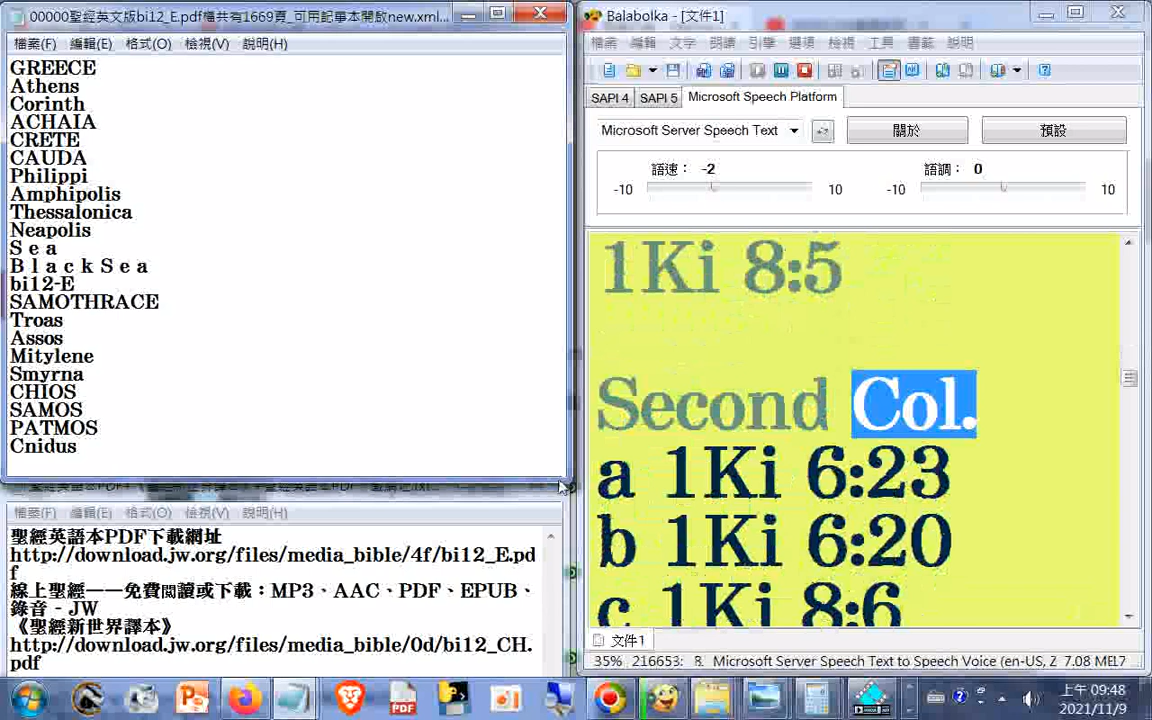 00000聖經英文版bi12_E.pdf檔共有1669頁_可用記事本開啟new.xml...
檔案(F) 編輯(E) 格式(O) 檢視(V) 說明(H)
GREECE
Athens
Corinth
ACHAIA
CRETE
CAUDA
Philippi
Amphipolis
Thessalonica
Neapolis
S e a
B l a c k S e a
bi12-E
SAMOTHRACE
Troas
Assos
Mitylene
Smyrna
CHIOS
SAMOS
PATMOS
Cnidus
檔案(F) 編輯(E) 格式(O) 檢視(V) 說明(H)
聖經英語本PDF下載網址
http://download.jw.org/files/media_bible/4f/bi12_E.pd
f
線上聖經——免費閱讀或下載：MP3、AAC、PDF、EPUB、
錄音 - JW
《聖經新世界譯本》
http://download.jw.org/files/media_bible/0d/bi12_CH.
pdf
Balabolka - [文件1]
檔案 編輯 文字 朗讀 引擎 選項 檢視 工具 書籤 說明
SAPI 4 SAPI 5 Microsoft Speech Platform
Microsoft Server Speech Text 關於 預設
語速： -2 語調： 0
-10 10 -10 10
1Ki 8:5
Second Col.
a 1Ki 6:23
b 1Ki 6:20
c 1Ki 8:6
文件1
35% 216653: Microsoft Server Speech Text to Speech Voice (en-US, Z 7.08 MEL7
PDF
上午 09:48
2021/11/9